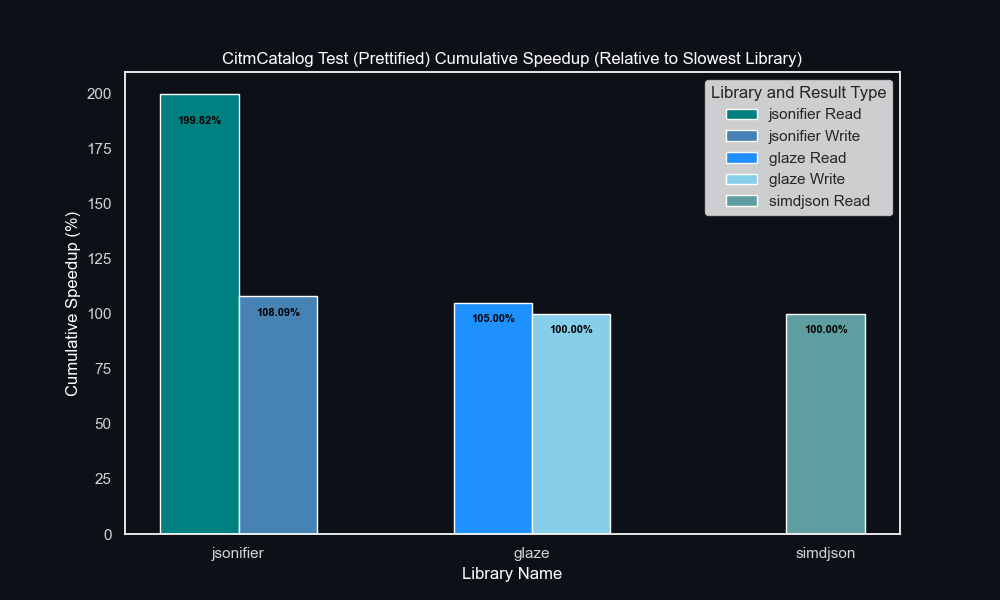 CitmCatalog Test (Prettified) Cumulative Speedup (Relative to Slowest Library)
Library and Result Type
jsonifier Read
jsonifier Write
glaze Read
glaze Write
simdjson Read
Cumulative Speedup (%)
200
175
150
125
100
75
50
25
0
199.82%
108.09%
105.00%
100.00%
100.00%
jsonifier
glaze
simdjson
Library Name